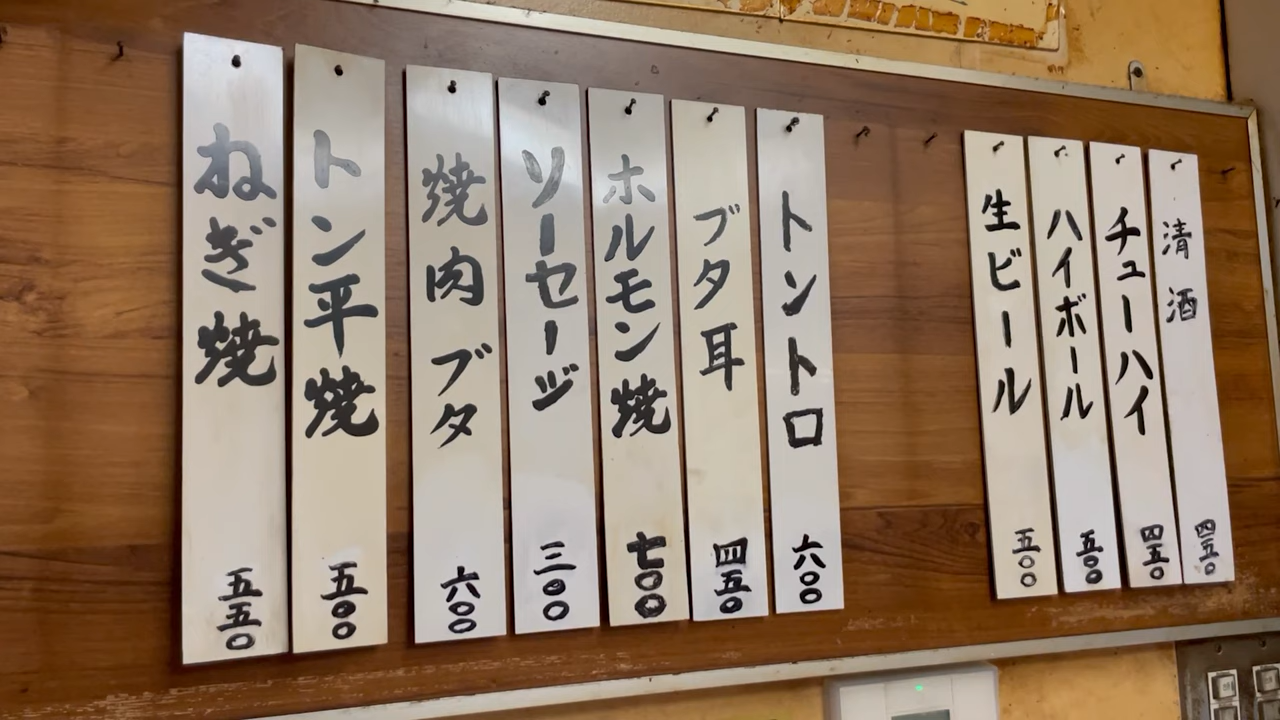 ねぎ焼 五五〇
トン平焼 五〇〇
焼肉ブタ 六〇〇
ソーセージ 三〇〇
ホルモン焼 七〇〇
ブタ耳 四五〇
トントロ 六〇〇
生ビール 五〇〇
ハイボール 五〇〇
チューハイ 四五〇
清酒 四五〇